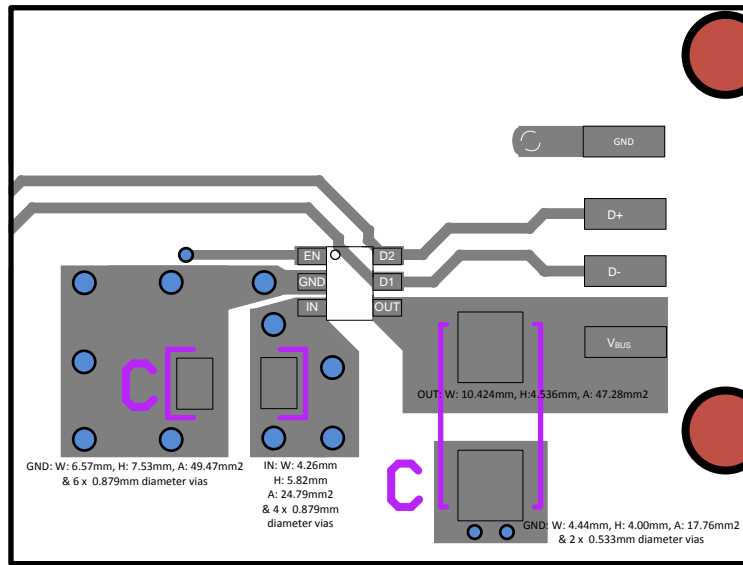 GND
D+
EN
D2
GND
D1
D-
IN
OUT
VBUS
OUT: W: 10.424mm, H:4.536mm, A: 47.28mm2
GND: W: 6.57mm, H: 7.53mm, A: 49.47mm2
& 6 x 0.879mm diameter vias
IN: W: 4.26mm
H: 5.82mm
A: 24.79mm2
& 4 x 0.879mm
diameter vias
GND: W: 4.44mm, H: 4.00mm, A: 17.76mm2
& 2 x 0.533mm diameter vias
C
C